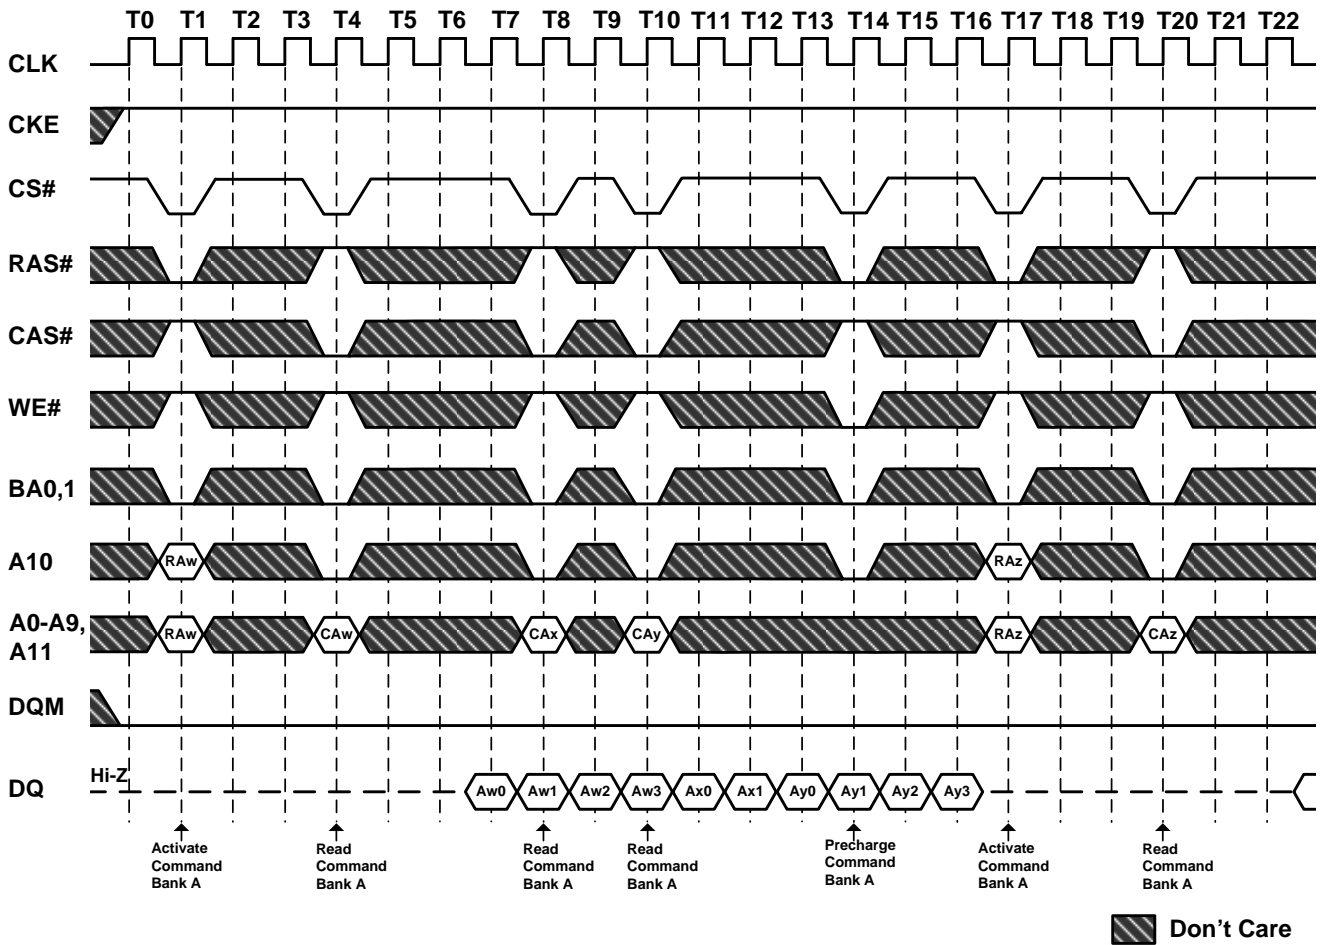 T0 T1 T2 T3 T4 T5 T6 T7 T8 T9 T10 T11 T12 T13 T14 T15 T16 T17 T18 T19 T20 T21 T22
CLK
CKE
CS#
RAS#
CAS#
WE#
BA0,1
A10 RAw RAz
A0-A9,
A11 RAw CAw CAx CAy RAz CAz
DQM
Hi-Z
DQ Aw0 Aw1 Aw2 Aw3 Ax0 Ax1 Ay0 Ay1 Ay2 Ay3
Activate
Command
Bank A
Read
Command
Bank A
Read
Command
Bank A
Read
Command
Bank A
Precharge
Command
Bank A
Activate
Command
Bank A
Read
Command
Bank A
Don't Care